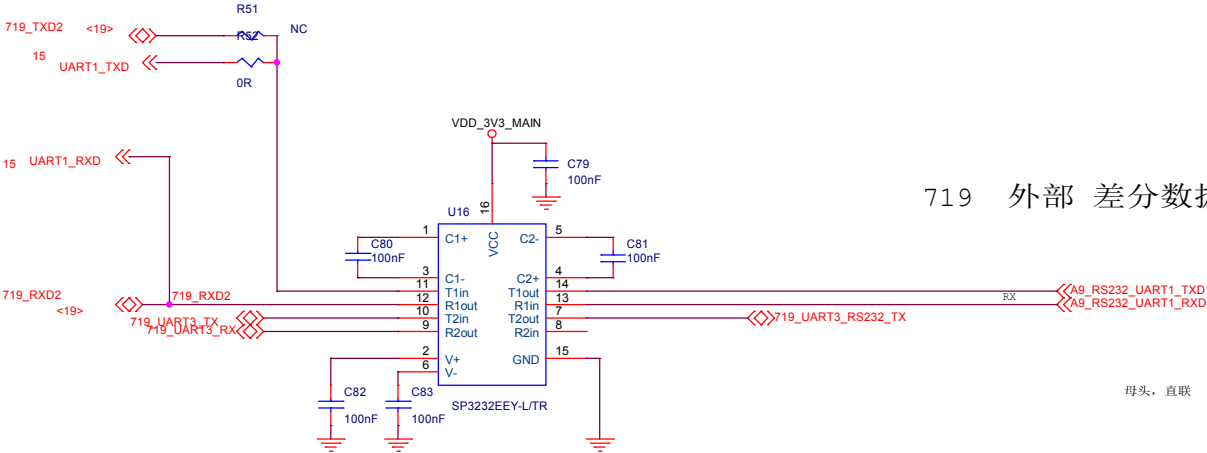 R51
719_TXD2 <19>
R52 NC
15 UART1_TXD
0R
VDD_3V3_MAIN
15 UART1_RXD
C79
100nF
719 外部 差分数
U16
16
1 C1+ VCC C2- 5
C80
100nF
C81
100nF
3 C1- C2+ 4
11 T1in T1out 14
719_RXD2 <19>
719_RXD2
12 R1out R1in 13
RX
A9_RS232_UART1_TXD
A9_RS232_UART1_RXD
719_UART3_TX
10 T2in T2out 7
719_UART3_RS232_TX
719_UART3_RX
9 R2out R2in 8
2 V+ GND 15
6 V-
C82
100nF
C83
100nF
SP3232EEY-L/TR
母头，直联